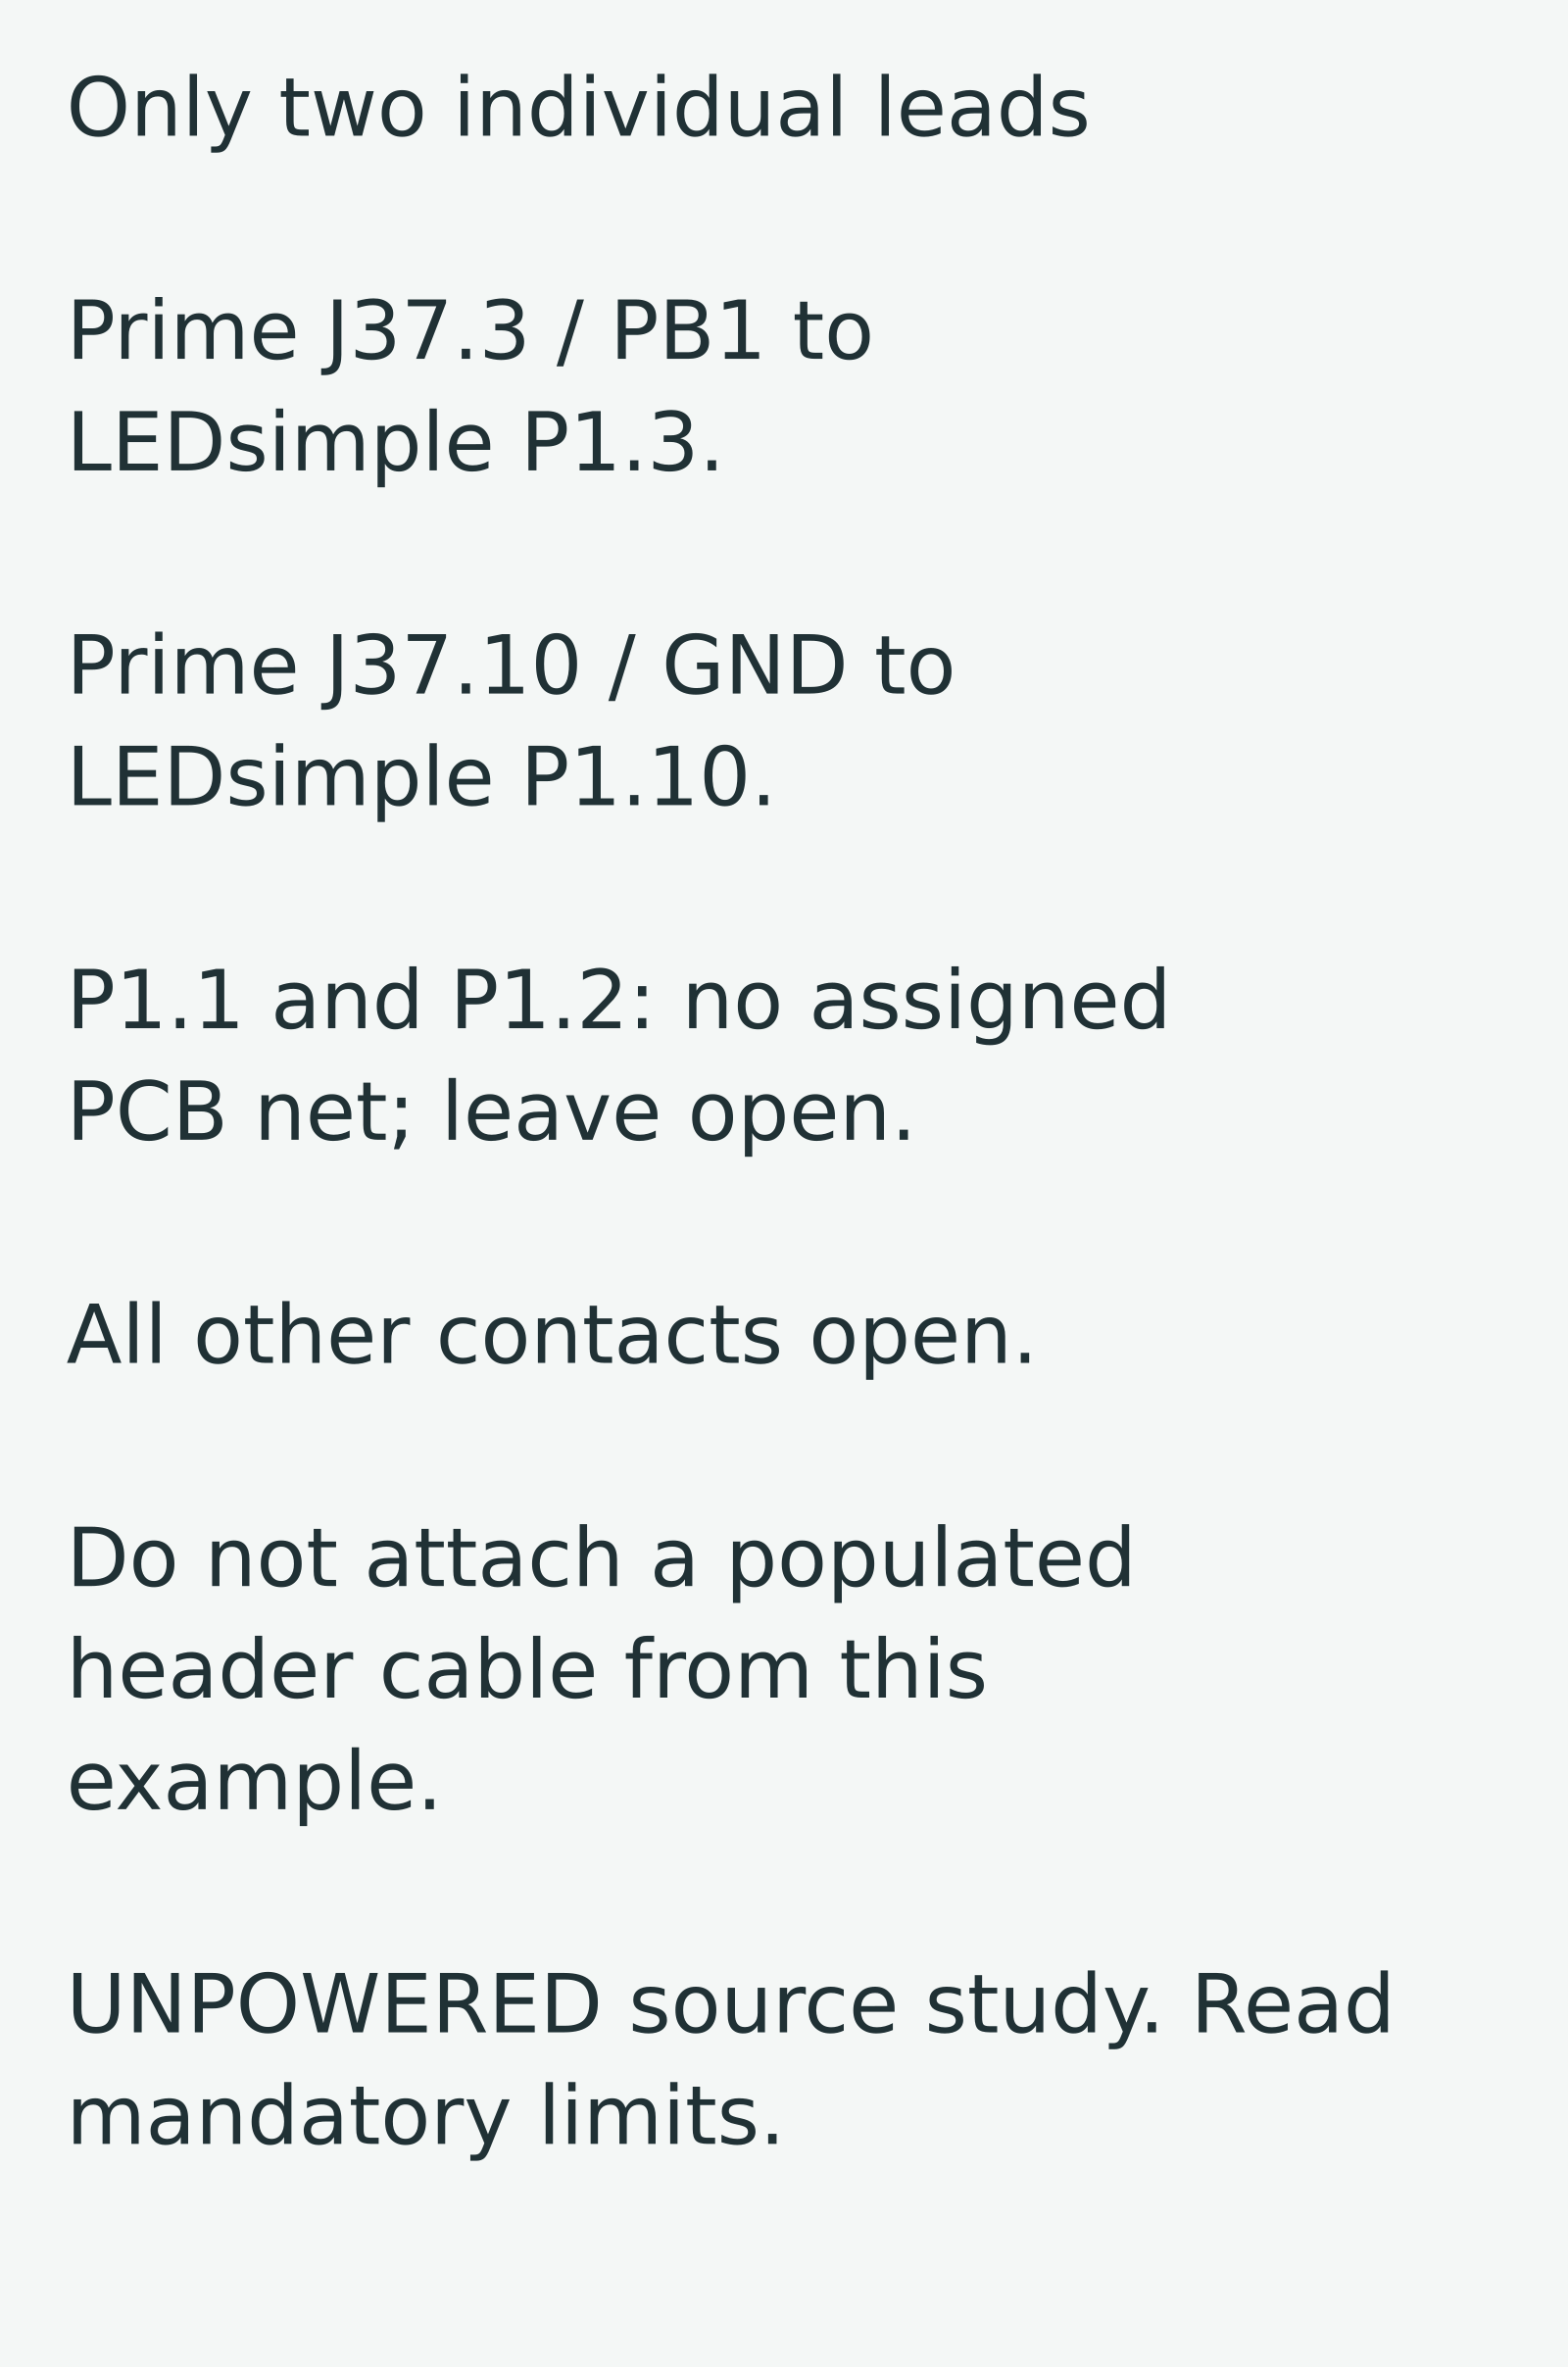 Only two individual leads
Prime J37.3 / PB1 to
LEDsimple P1.3.
Prime J37.10 / GND to
LEDsimple P1.10.
P1.1 and P1.2: no assigned
PCB net; leave open.
All other contacts open.
Do not attach a populated
header cable from this
example.
UNPOWERED source study. Read
mandatory limits.